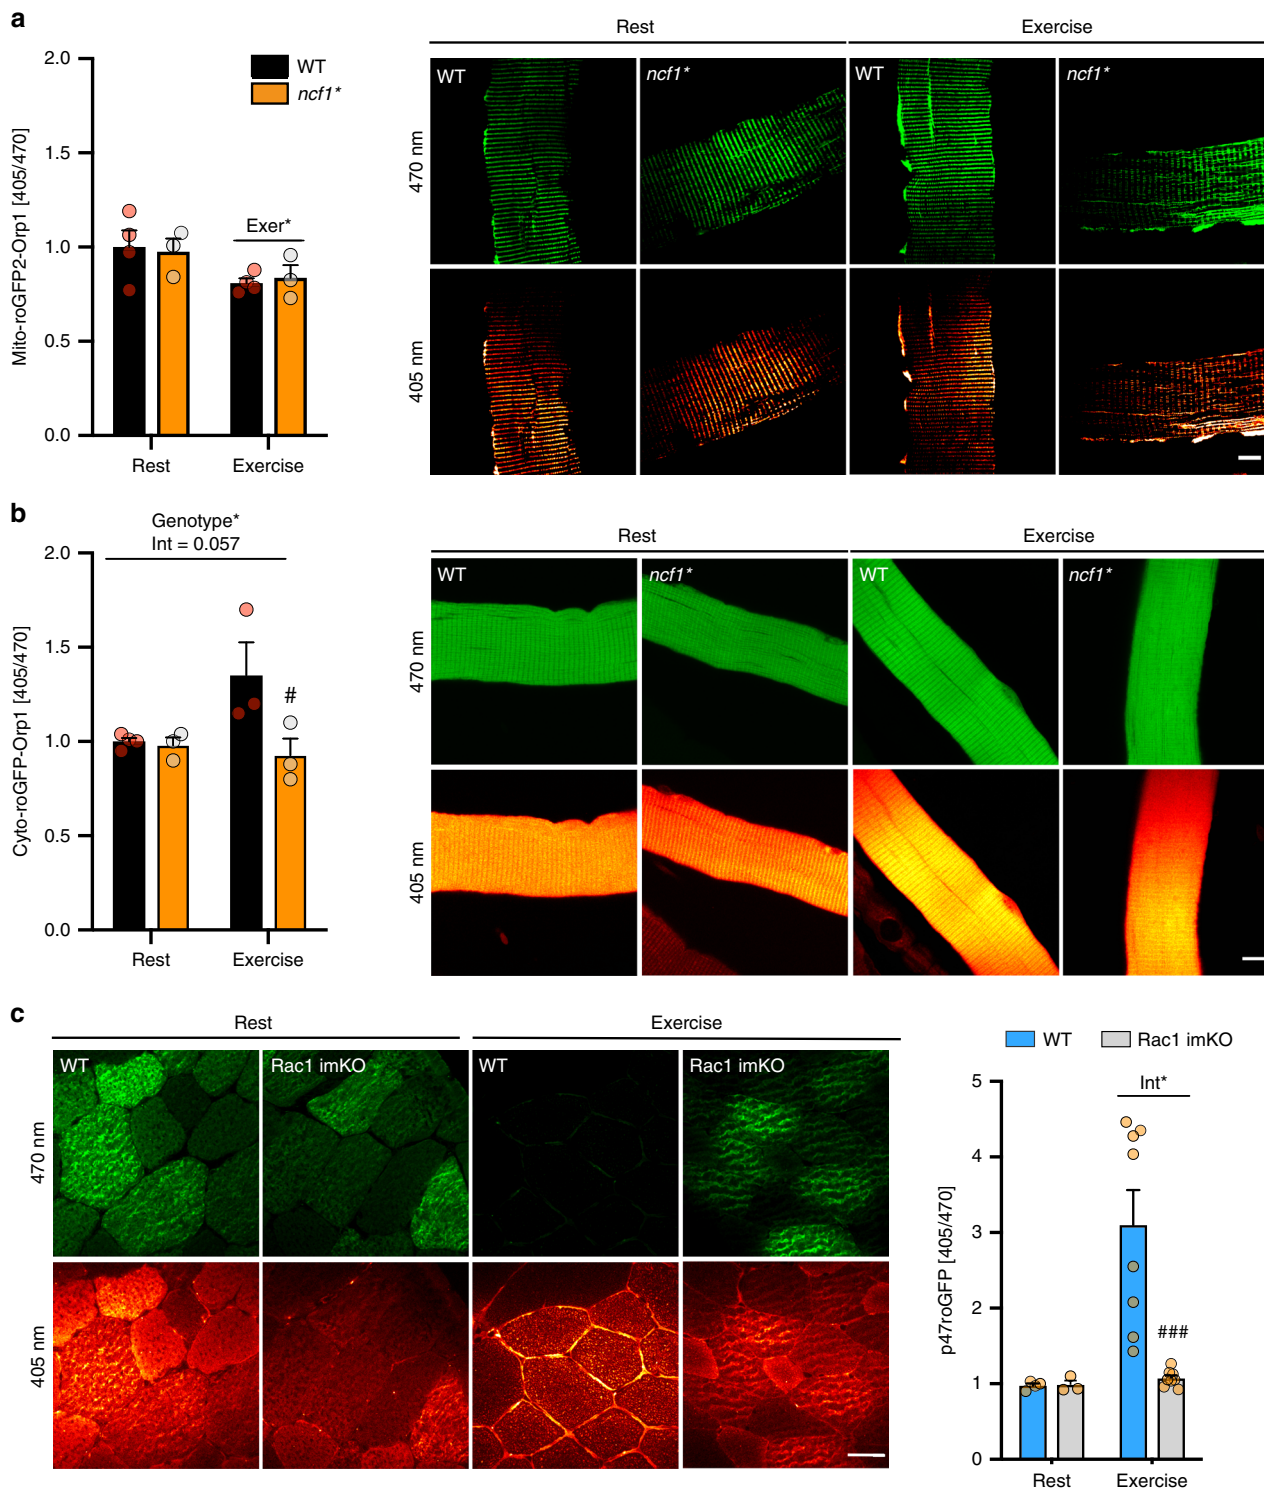 a
Rest
Exercise
2.0
1.5
1.0
0.5
0.0
Mito-roGFP2-Orp1 [405/470]
WT
ncf1*
Exer*
Rest
Exercise
WT
ncf1*
WT
ncf1*
470 nm
405 nm
b
Genotype*
Int = 0.057
2.0
1.5
1.0
0.5
0.0
Cyto-roGFP-Orp1 [405/470]
#
Rest
Exercise
Rest
Exercise
WT
ncf1*
WT
ncf1*
470 nm
405 nm
c
Rest
Exercise
WT
Rac1 imKO
WT
Rac1 imKO
470 nm
405 nm
WT
Rac1 imKO
5
4
3
2
1
0
p47roGFP [405/470]
Int*
###
Rest
Exercise